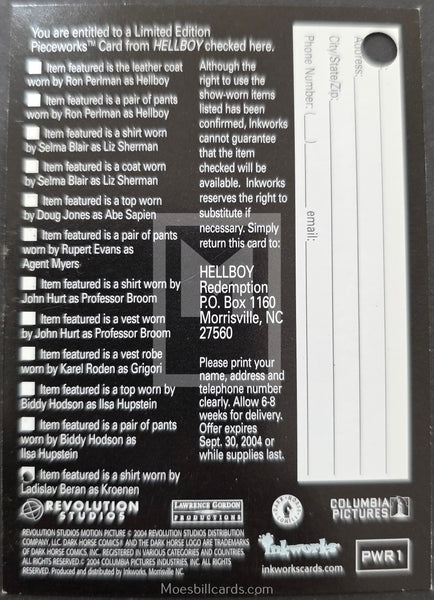 You are entitled to a Limited Edition
Pieceworks™ Card from HELLBOY checked here.
Item featured is the leather coat
worn by Ron Perlman as Hellboy
Item featured is a pair of pants
worn by Ron Perlman as Hellboy
Item featured is a shirt worn
by Selma Blair as Liz Sherman
Item featured is a coat worn
by Selma Blair as Liz Sherman
Item featured is a top worn
by Doug Jones as Abe Sapien
Item featured is a pair of pants
worn by Rupert Evans as
Agent Myers
Item featured is a shirt worn by
John Hurt as Professor Broom
Item featured is a vest worn
by John Hurt as Professor Broom
Item featured is a vest robe
worn by Karel Roden as Grigori
Item featured is a top worn by
Biddy Hodson as Ilsa Hupstein
Item featured is a pair of pants
worn by Biddy Hodson as
Ilsa Hupstein
Item featured is a shirt worn by
Ladislav Beran as Kroenen
Although the
right to use the
show-worn items
listed has been
confirmed, Inkworks
cannot guarantee
that the item
checked will be
available. Inkworks
reserves the right to
substitute if
necessary. Simply
return this card to:
HELLBOY
Redemption
P.O. Box 1160
Morrisville, NC
27560
Please print your
name, address and
telephone number
clearly. Allow 6-8
weeks for delivery.
Offer expires
Sept. 30, 2004 or
while supplies last.
Address:
City/State/Zip:
Phone Number: (___) ______ email:
REVOLUTION
STUDIOS
LAWRENCE GORDON
PRODUCTIONS
DARK HORSE
COMICS
COLUMBIA
PICTURES
REVOLUTION STUDIOS MOTION PICTURE © 2004 REVOLUTION STUDIOS DISTRIBUTION
COMPANY, LLC. DARK HORSE COMICS® AND THE DARK HORSE LOGO ARE TRADEMARKS
OF DARK HORSE COMICS, INC. REGISTERED IN VARIOUS CATEGORIES AND COUNTRIES.
ALL RIGHTS RESERVED. © 2004 COLUMBIA PICTURES INDUSTRIES, INC. ALL
RIGHTS RESERVED. Produced and distributed by Inkworks, Morrisville NC
Inkworks
inkworkscards.com
PWR1
Moesbillcards.com